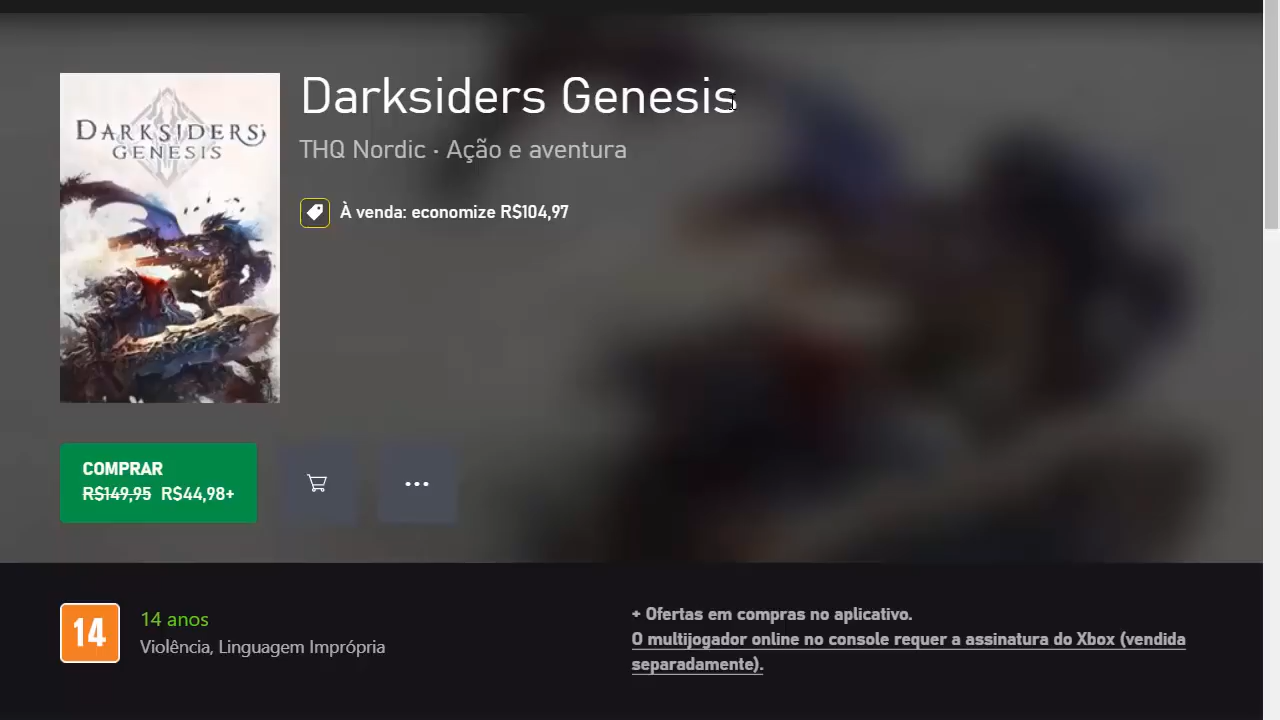 DARKSIDERS
GENESIS
Darksiders Genesis
THQ Nordic · Ação e aventura
À venda: economize R$104,97
COMPRAR
R$149,95 R$44,98+
14
14 anos
Violência, Linguagem Imprópria
+ Ofertas em compras no aplicativo.
O multijogador online no console requer a assinatura do Xbox (vendida
separadamente).